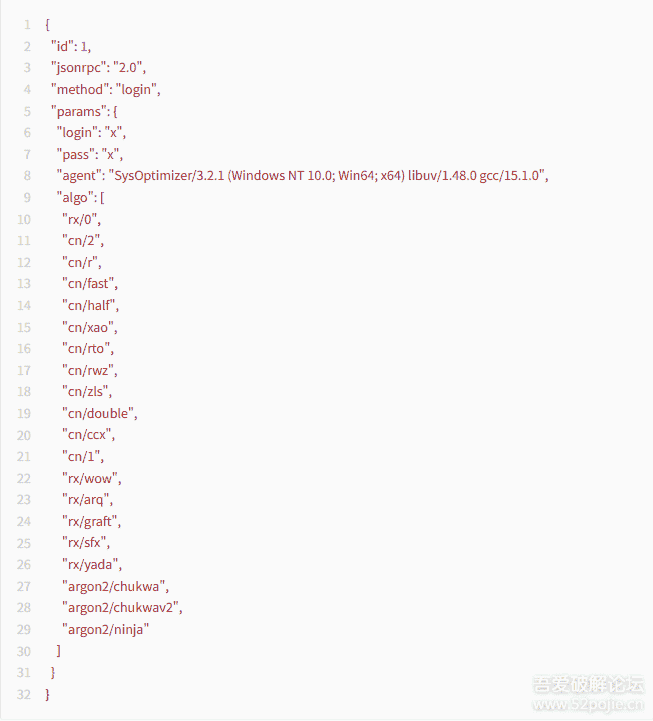 1 {
2 "id": 1,
3 "jsonrpc": "2.0",
4 "method": "login",
5 "params": {
6 "login": "x",
7 "pass": "x",
8 "agent": "SysOptimizer/3.2.1 (Windows NT 10.0; Win64; x64) libuv/1.48.0 gcc/15.1.0",
9 "algo": [
10 "rx/0",
11 "cn/2",
12 "cn/r",
13 "cn/fast",
14 "cn/half",
15 "cn/xao",
16 "cn/rto",
17 "cn/rwz",
18 "cn/zls",
19 "cn/double",
20 "cn/ccx",
21 "cn/1",
22 "rx/wow",
23 "rx/arq",
24 "rx/graft",
25 "rx/sfx",
26 "rx/yada",
27 "argon2/chukwa",
28 "argon2/chukwav2",
29 "argon2/ninja"
30 ]
31 }
32 }
吾爱破解论坛
www.52pojie.cn